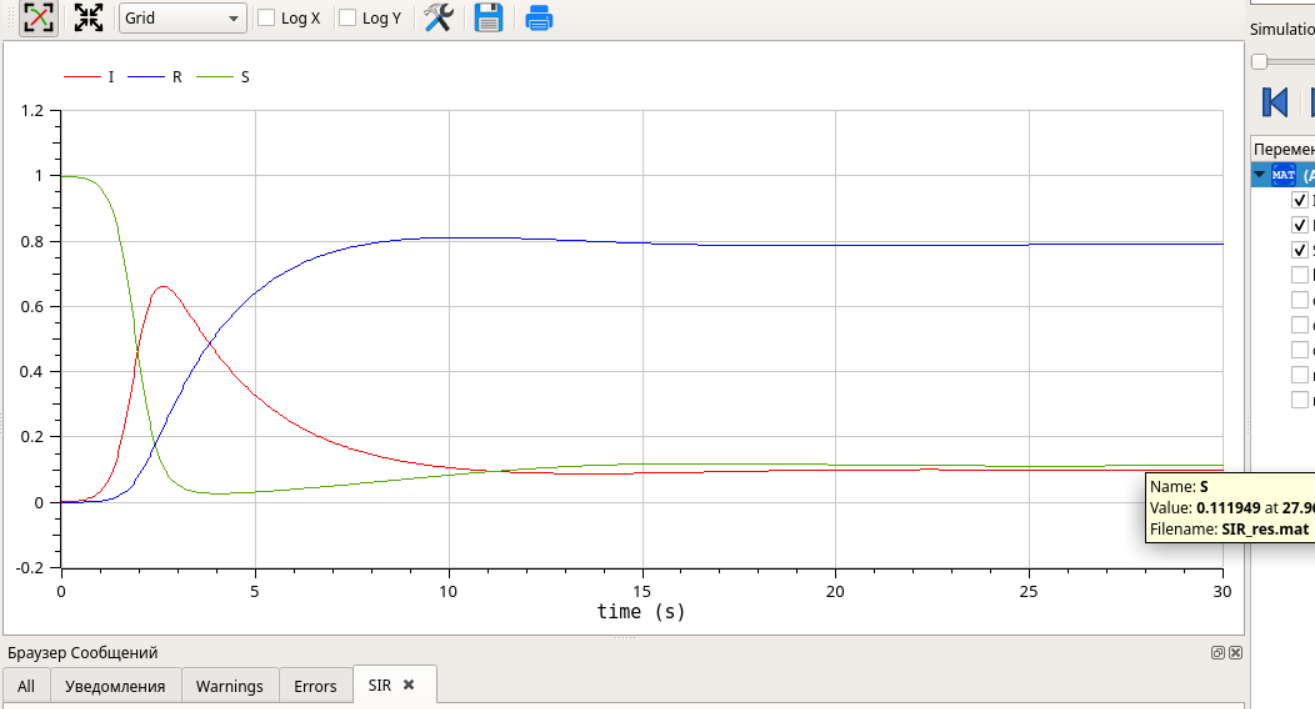 Grid Log X Log Y
Simulatio
I R S
1.2
1
0.8
0.6
0.4
0.2
0
-0.2
0 5 10 15 20 25 30
time (s)
Перемен
MAT (A
Name: S
Value: 0.111949 at 27.9
Filename: SIR_res.mat
Браузер Сообщений
All Уведомления Warnings Errors SIR